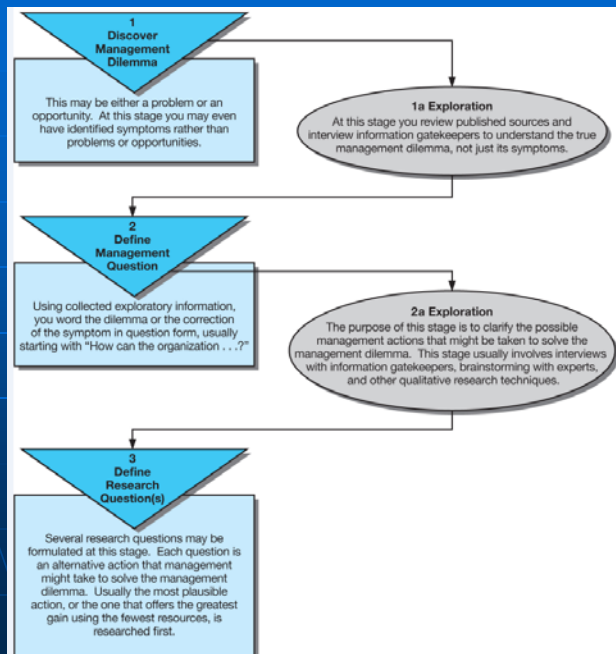 1
Discover
Management
Dilemma
This may be either a problem or an
opportunity. At this stage you may even
have identified symptoms rather than
problems or opportunities.
1a Exploration
At this stage you review published sources and
interview information gatekeepers to understand the true
management dilemma, not just its symptoms.
2
Define
Management
Question
Using collected exploratory information,
you word the dilemma or the correction
of the symptom in question form, usually
starting with “How can the organization . . .?”
2a Exploration
The purpose of this stage is to clarify the possible
management actions that might be taken to solve the
management dilemma. This stage usually involves interviews
with information gatekeepers, brainstorming with experts,
and other qualitative research techniques.
3
Define
Research
Question(s)
Several research questions may be
formulated at this stage. Each question is
an alternative action that management
might take to solve the management
dilemma. Usually the most plausible
action, or the one that offers the greatest
gain using the fewest resources, is
researched first.